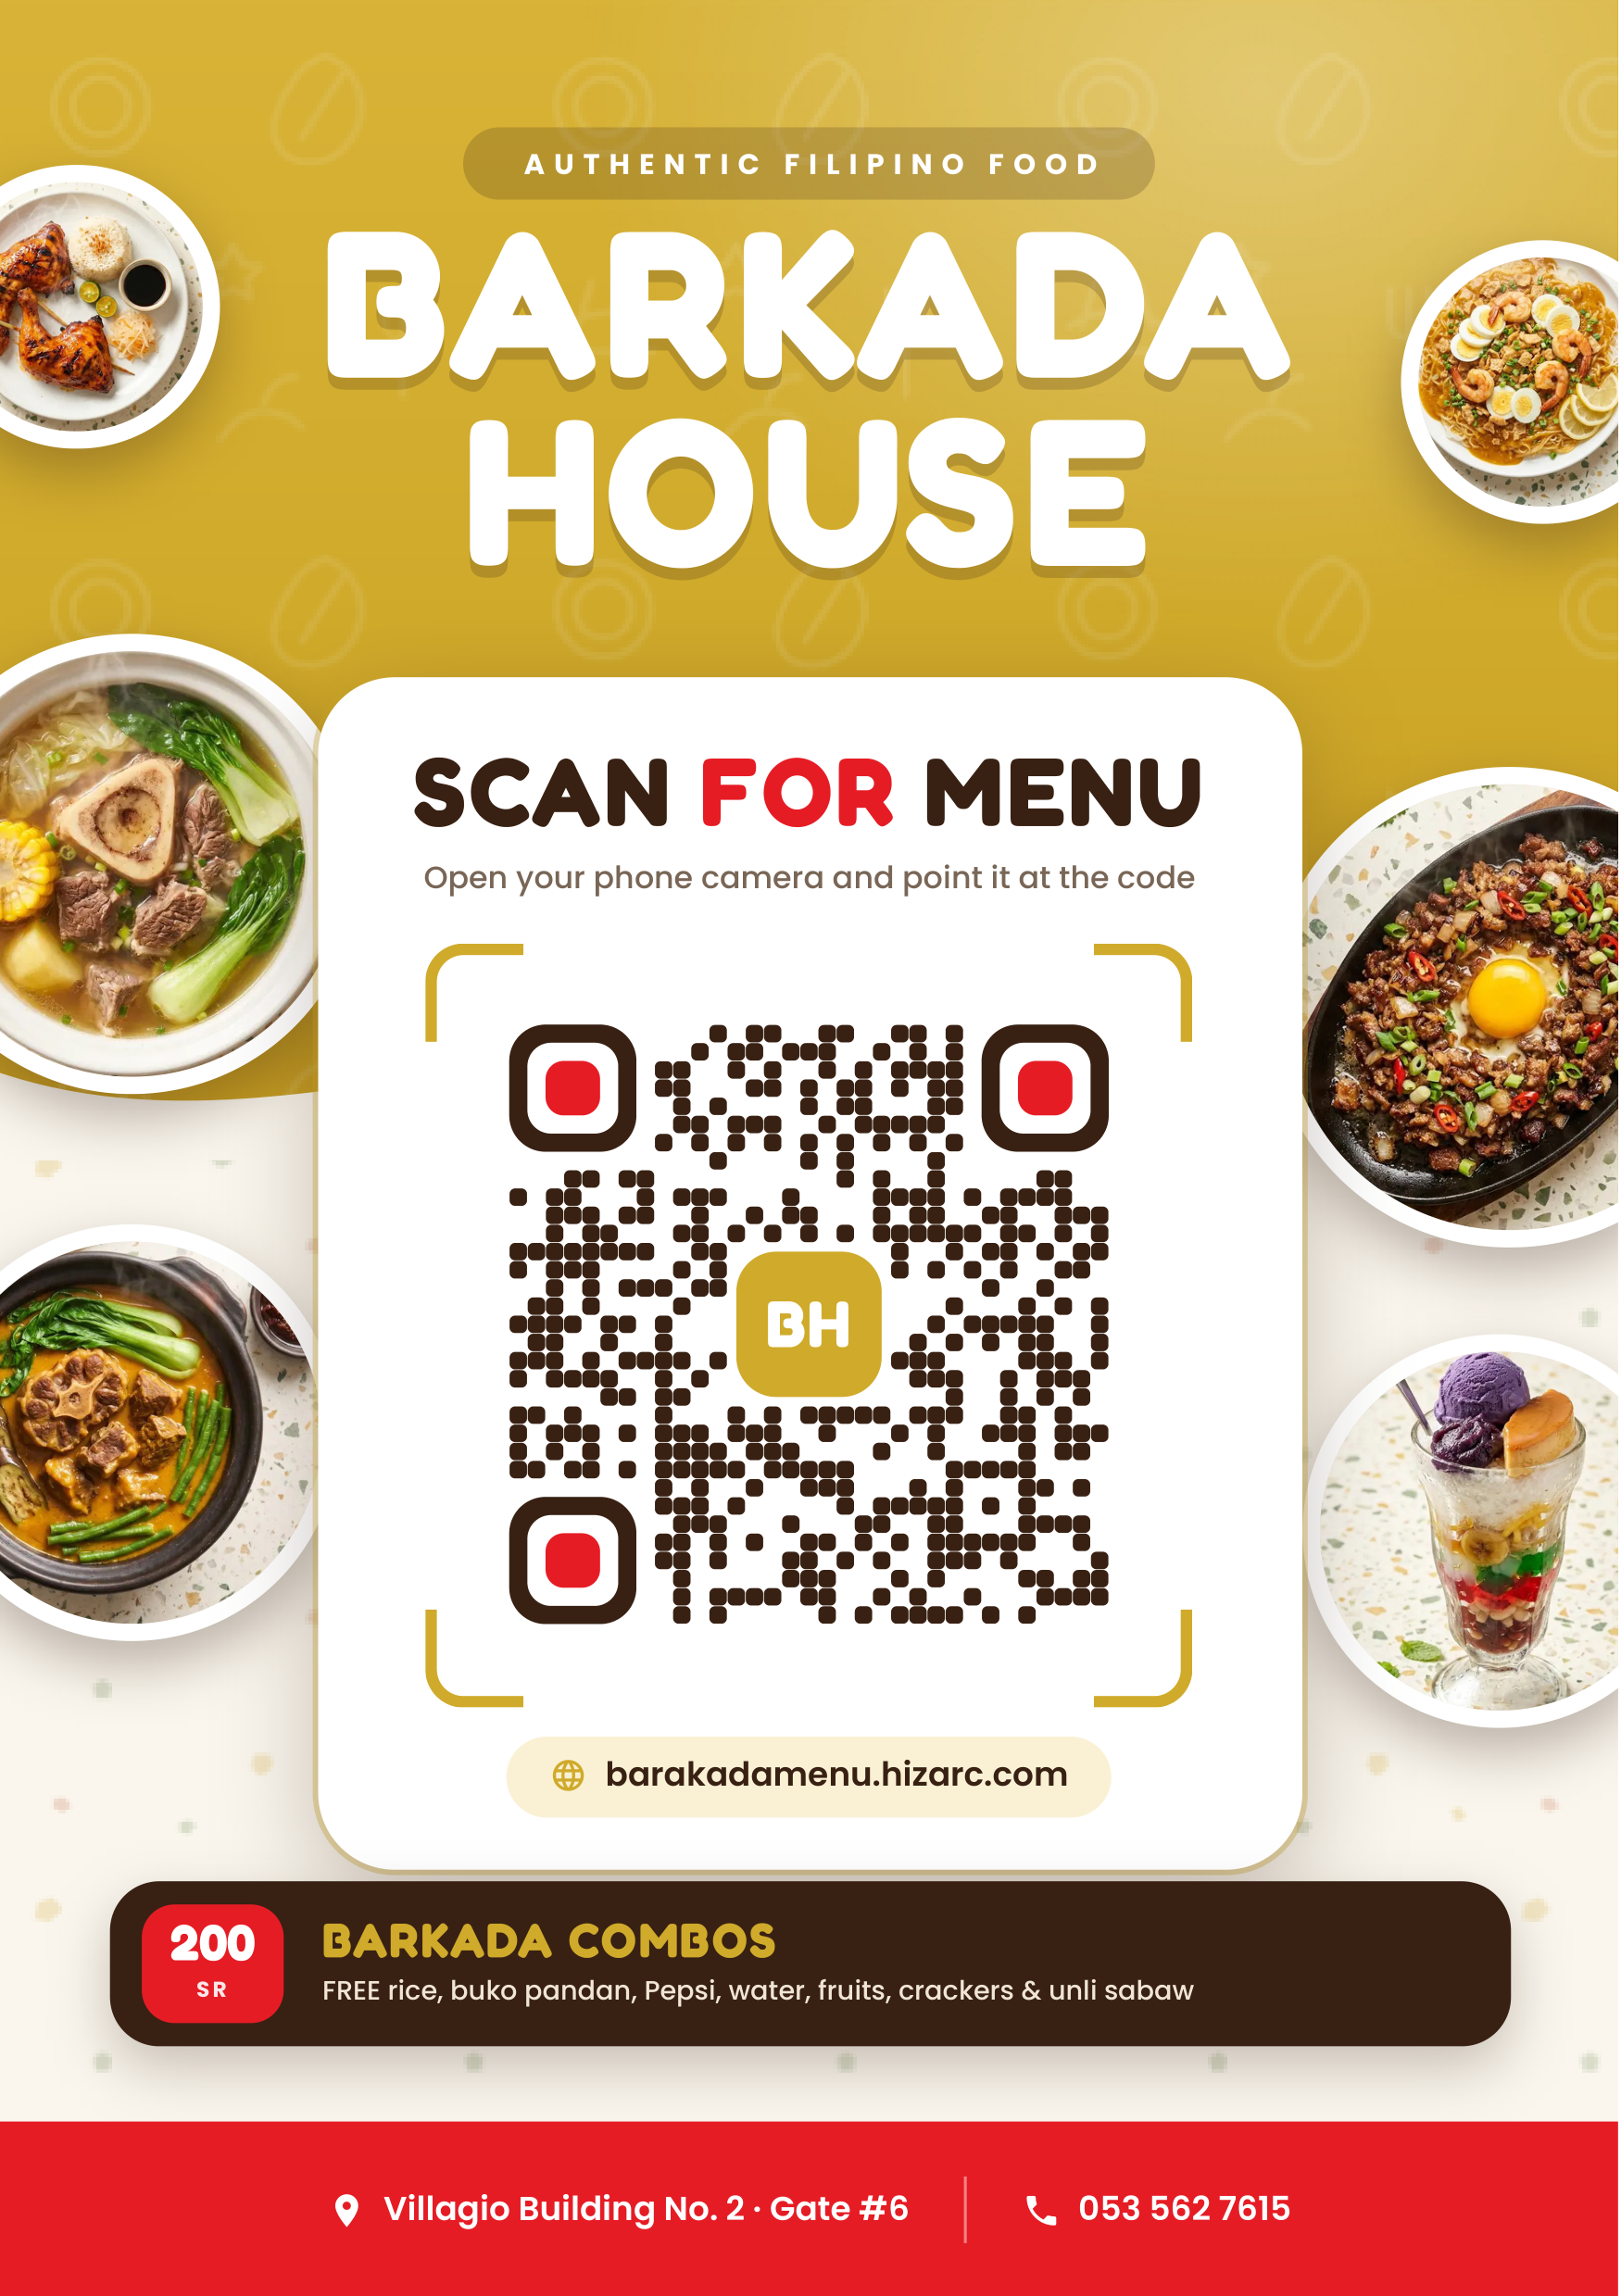 AUTHENTIC FILIPINO FOOD
BARKADA
HOUSE
SCAN FOR MENU
Open your phone camera and point it at the code
BH
barakadamenu.hizarc.com
200
SR
BARKADA COMBOS
FREE rice, buko pandan, Pepsi, water, fruits, crackers & unli sabaw
Villagio Building No. 2 · Gate #6
053 562 7615